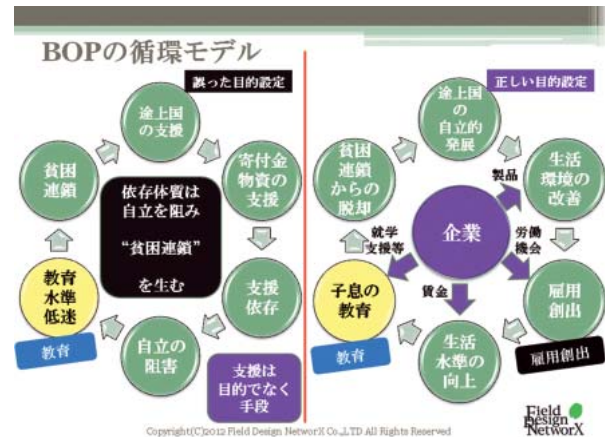 BOPの循環モデル
誤った目的設定
途上国
の支援
寄付金
物資の
支援
支援
依存
自立の
阻害
教育
水準
低迷
教育
貧困
連鎖
依存体質は
自立を阻み
“貧困連鎖”
を生む
支援は
目的でなく
手段
正しい目的設定
途上国
の
自立的
発展
生活
環境の
改善
雇用
創出
雇用創出
生活
水準の
向上
子息の
教育
教育
貧困
連鎖
からの
脱却
企業
製品
労働
機会
賃金
就学
支援等
Copyright(C)2012 Field Design NetworX Co.,LTD All Rights Reserved
Field
Design
NetworX